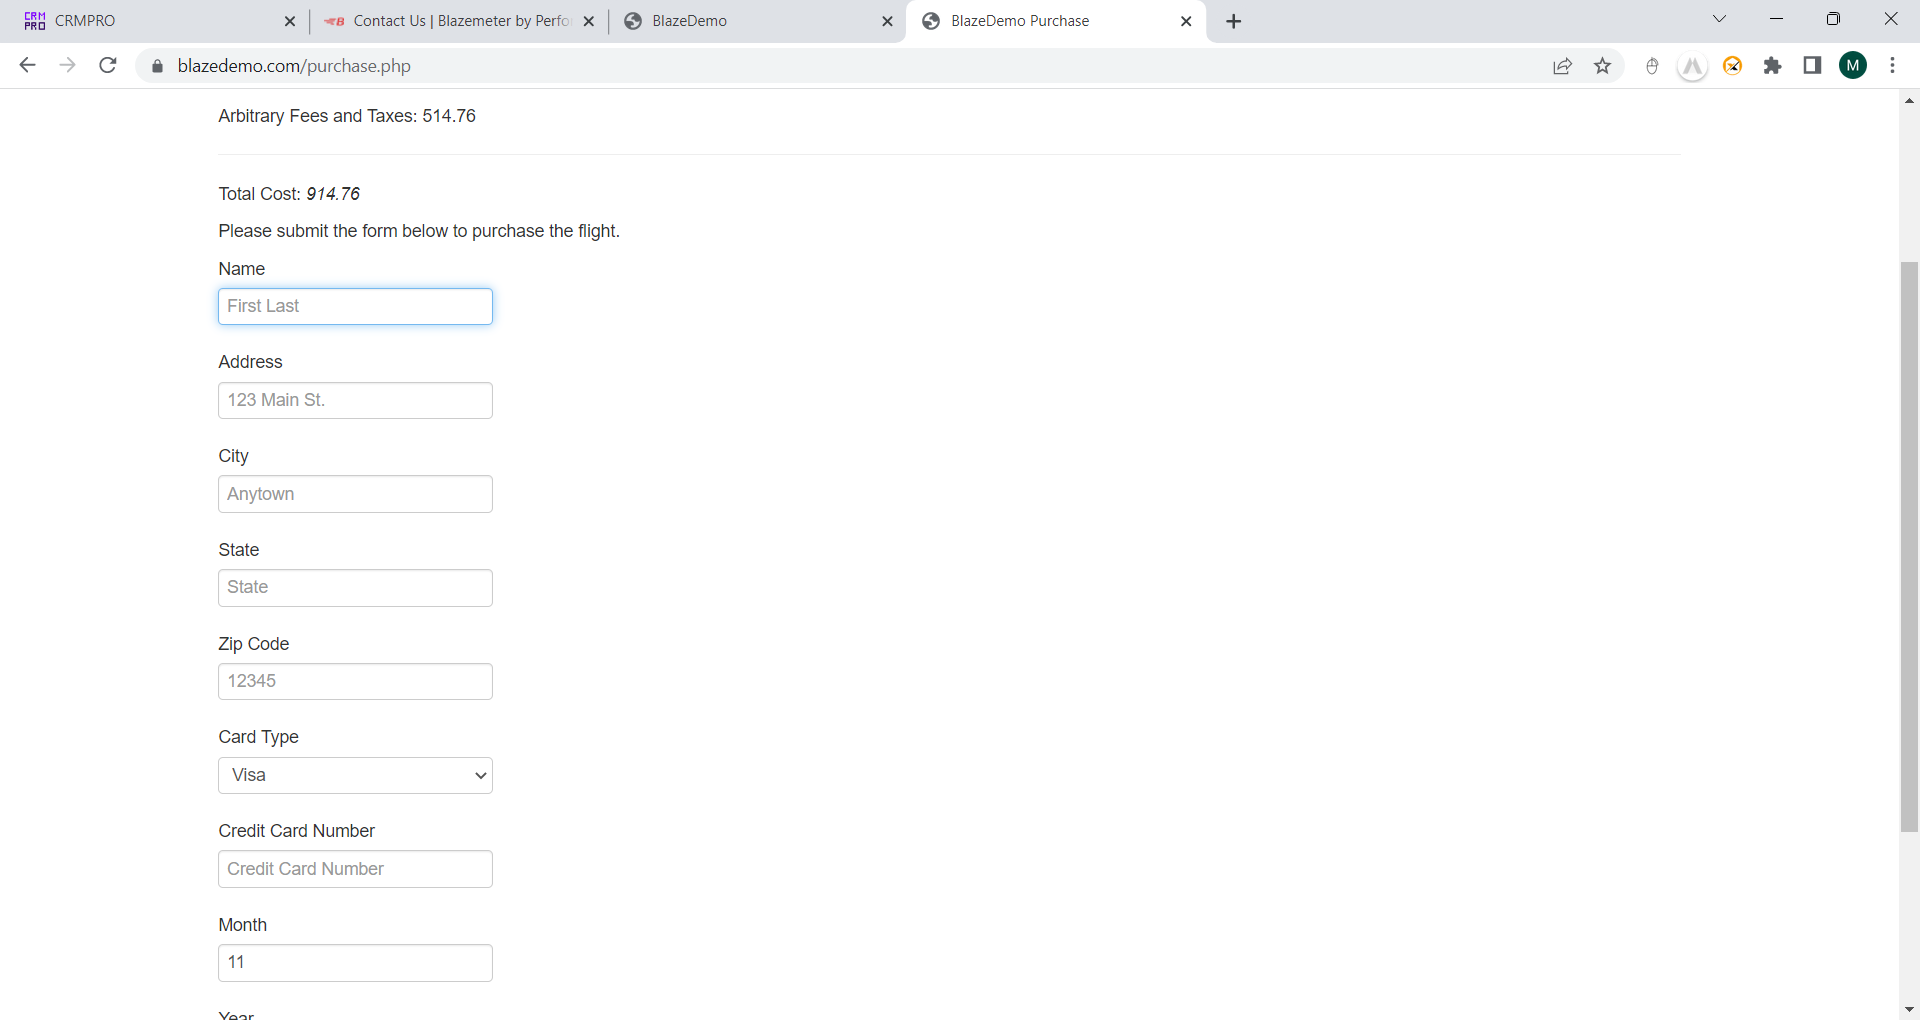 CRM
PRO
CRMPRO
Contact Us | Blazemeter by Perfo
BlazeDemo
BlazeDemo Purchase
blazedemo.com/purchase.php
M
Arbitrary Fees and Taxes: 514.76
Total Cost: 914.76
Please submit the form below to purchase the flight.
Name
First Last
Address
123 Main St.
City
Anytown
State
State
Zip Code
12345
Card Type
Visa
Credit Card Number
Credit Card Number
Month
11
Year